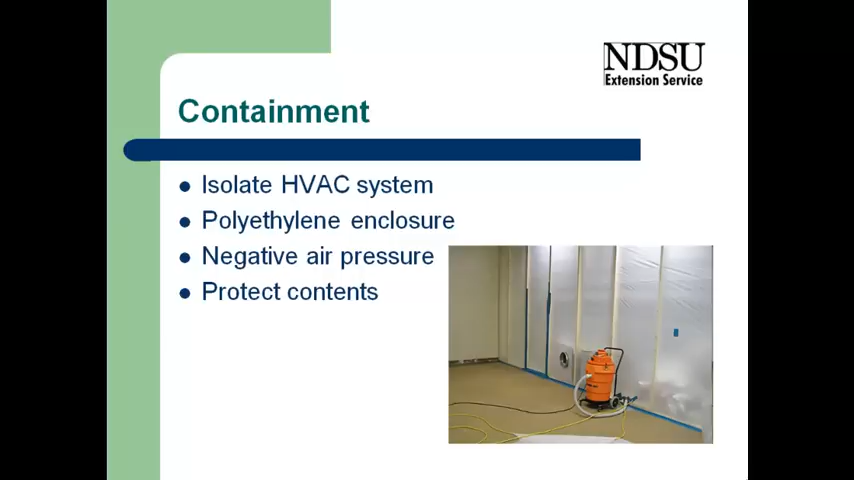 NDSU
Extension Service
Containment
Isolate HVAC system
Polyethylene enclosure
Negative air pressure
Protect contents